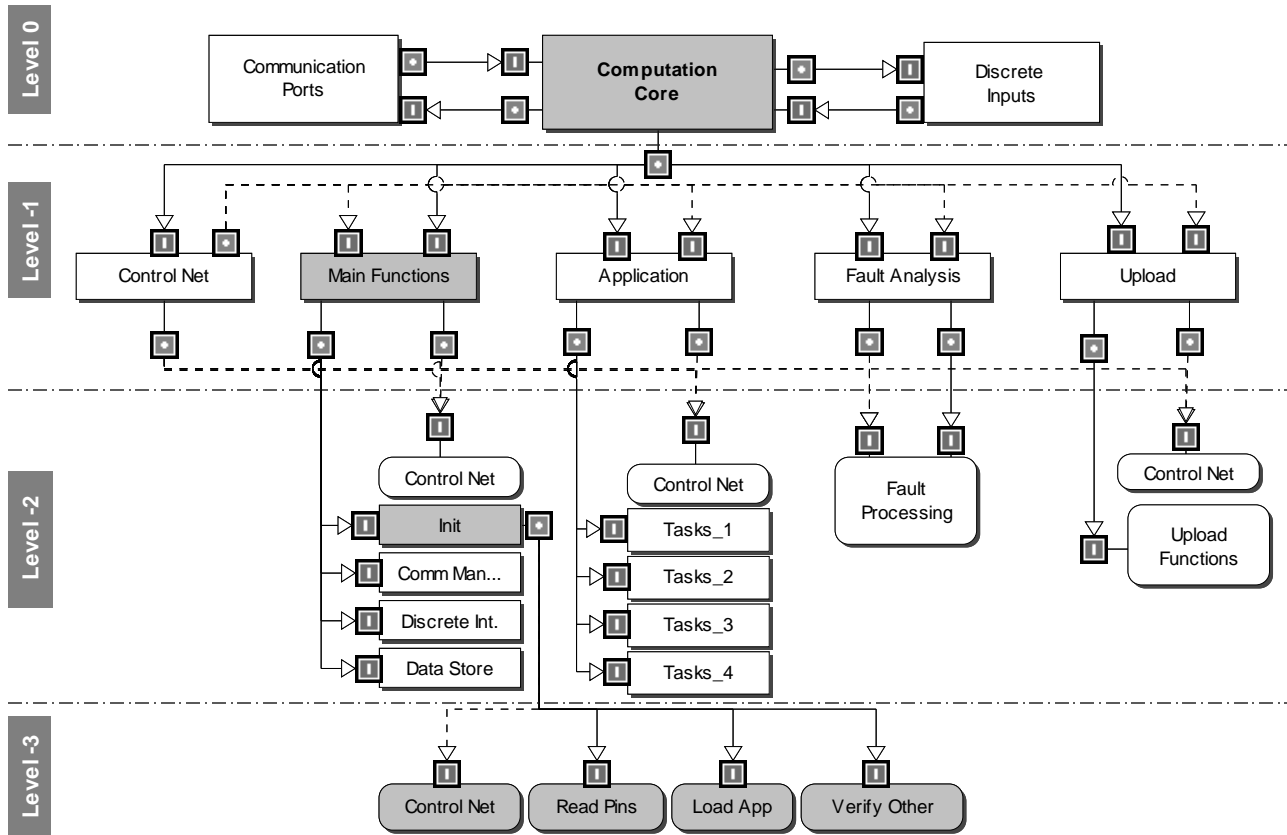 Level 0
Communication
Ports
Computation
Core
Discrete
Inputs
Level -1
Control Net
Main Functions
Application
Fault Analysis
Upload
Level -2
Control Net
Control Net
Fault
Processing
Control Net
Init
Tasks_1
Upload
Functions
Comm Man...
Tasks_2
Discrete Int.
Tasks_3
Data Store
Tasks_4
Level -3
Control Net
Read Pins
Load App
Verify Other